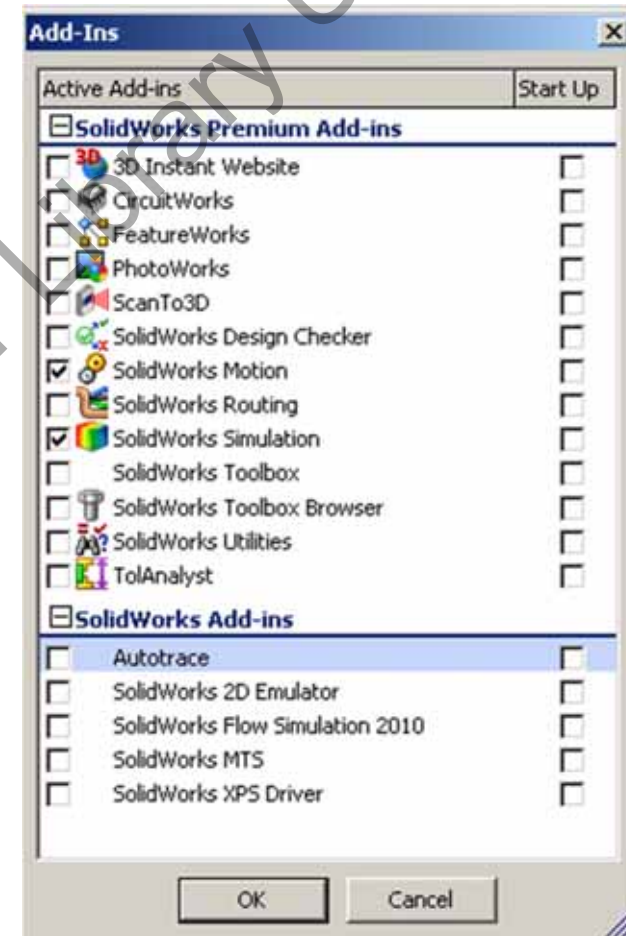 Add-Ins
Active Add-ins Start Up
SolidWorks Premium Add-ins
3D Instant Website
CircuitWorks
FeatureWorks
PhotoWorks
ScanTo3D
SolidWorks Design Checker
SolidWorks Motion
SolidWorks Routing
SolidWorks Simulation
SolidWorks Toolbox
SolidWorks Toolbox Browser
SolidWorks Utilities
TolAnalyst
SolidWorks Add-ins
Autotrace
SolidWorks 2D Emulator
SolidWorks Flow Simulation 2010
SolidWorks MTS
SolidWorks XPS Driver
OK Cancel
Library